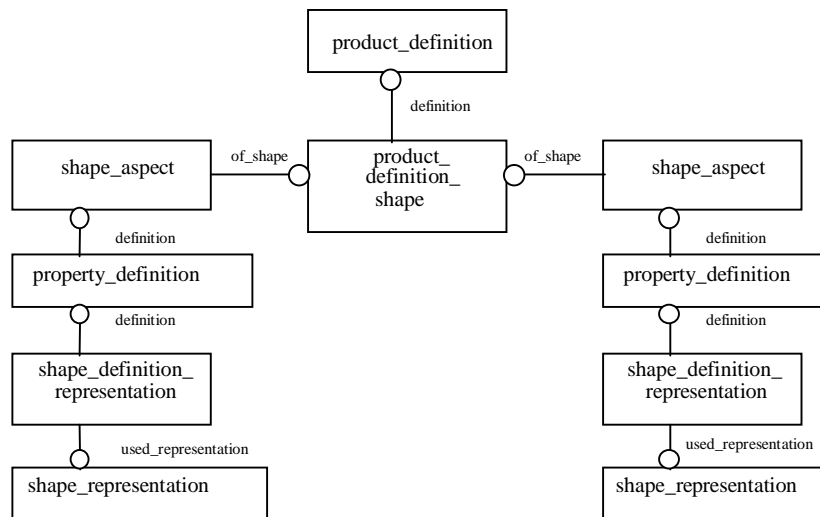 product_definition
definition
shape_aspect
of_shape
product_
definition_
shape
of_shape
shape_aspect
definition
definition
property_definition
property_definition
definition
definition
shape_definition_
representation
shape_definition_
representation
used_representation
used_representation
shape_representation
shape_representation